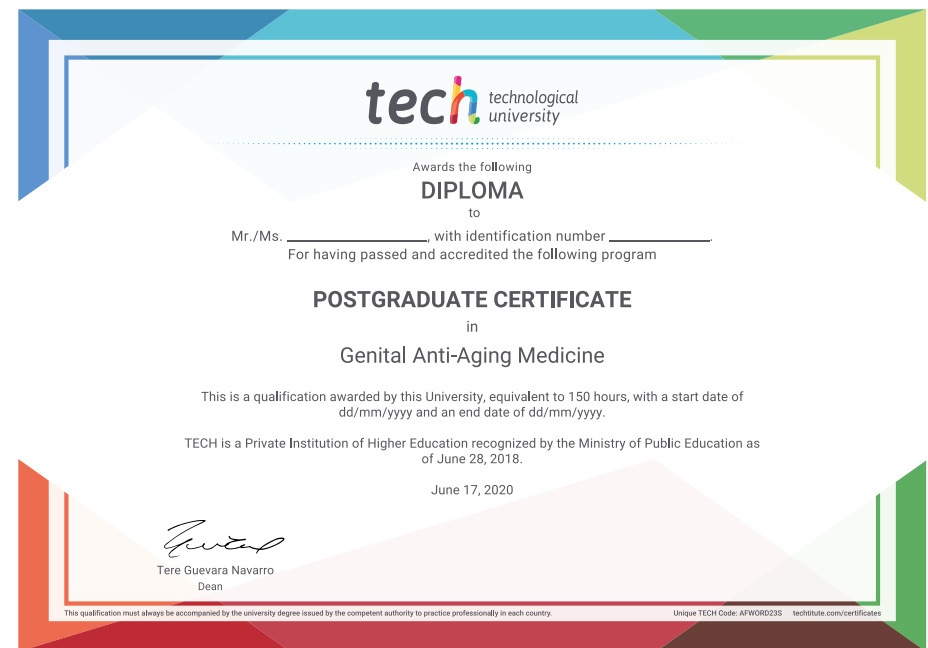 tech technological
university
Awards the following
DIPLOMA
to
Mr./Ms. ____________________, with identification number ______________.
For having passed and accredited the following program
POSTGRADUATE CERTIFICATE
in
Genital Anti-Aging Medicine
This is a qualification awarded by this University, equivalent to 150 hours, with a start date of
dd/mm/yyyy and an end date of dd/mm/yyyy.
TECH is a Private Institution of Higher Education recognized by the Ministry of Public Education as
of June 28, 2018.
June 17, 2020
Tere Guevara Navarro
Dean
This qualification must always be accompanied by the university degree issued by the competent authority to practice professionally in each country. Unique TECH Code: AFWORD23S techtitute.com/certificates